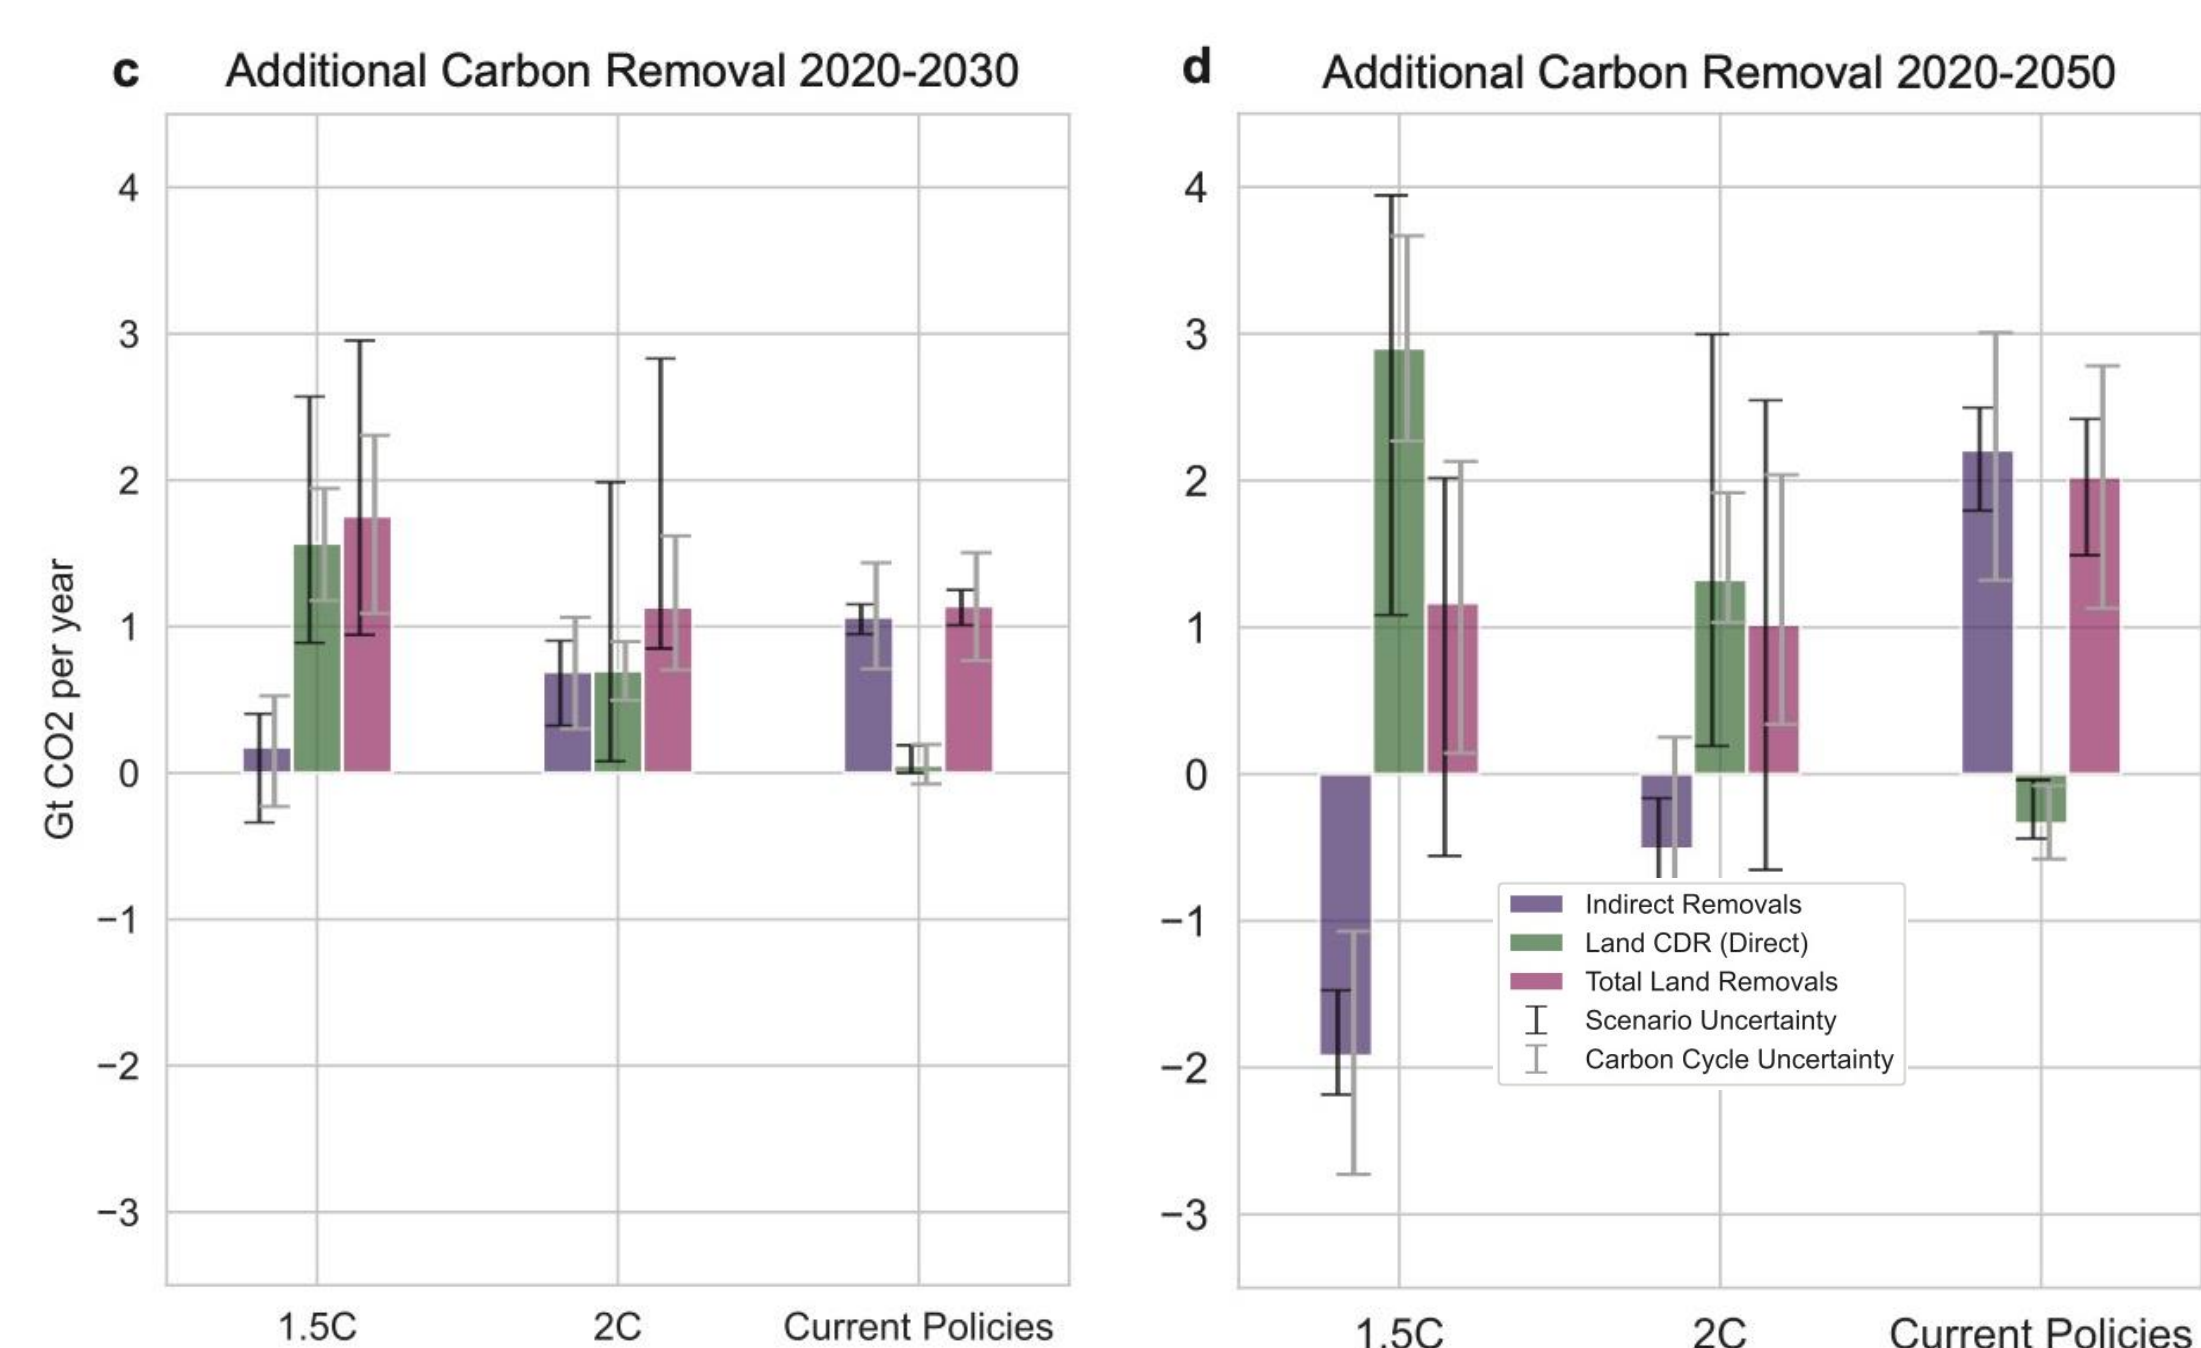 c Additional Carbon Removal 2020-2030
4
3
2
1
0
−1
−2
−3
Gt CO2 per year
1.5C 2C Current Policies
d Additional Carbon Removal 2020-2050
4
3
2
1
0
−1
−2
−3
Indirect Removals
Land CDR (Direct)
Total Land Removals
Scenario Uncertainty
Carbon Cycle Uncertainty
1.5C 2C Current Policies